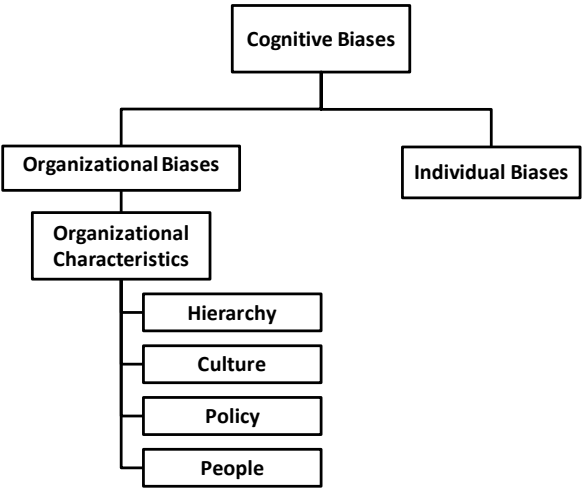 Cognitive Biases
Organizational Biases
Individual Biases
Organizational
Characteristics
Hierarchy
Culture
Policy
People